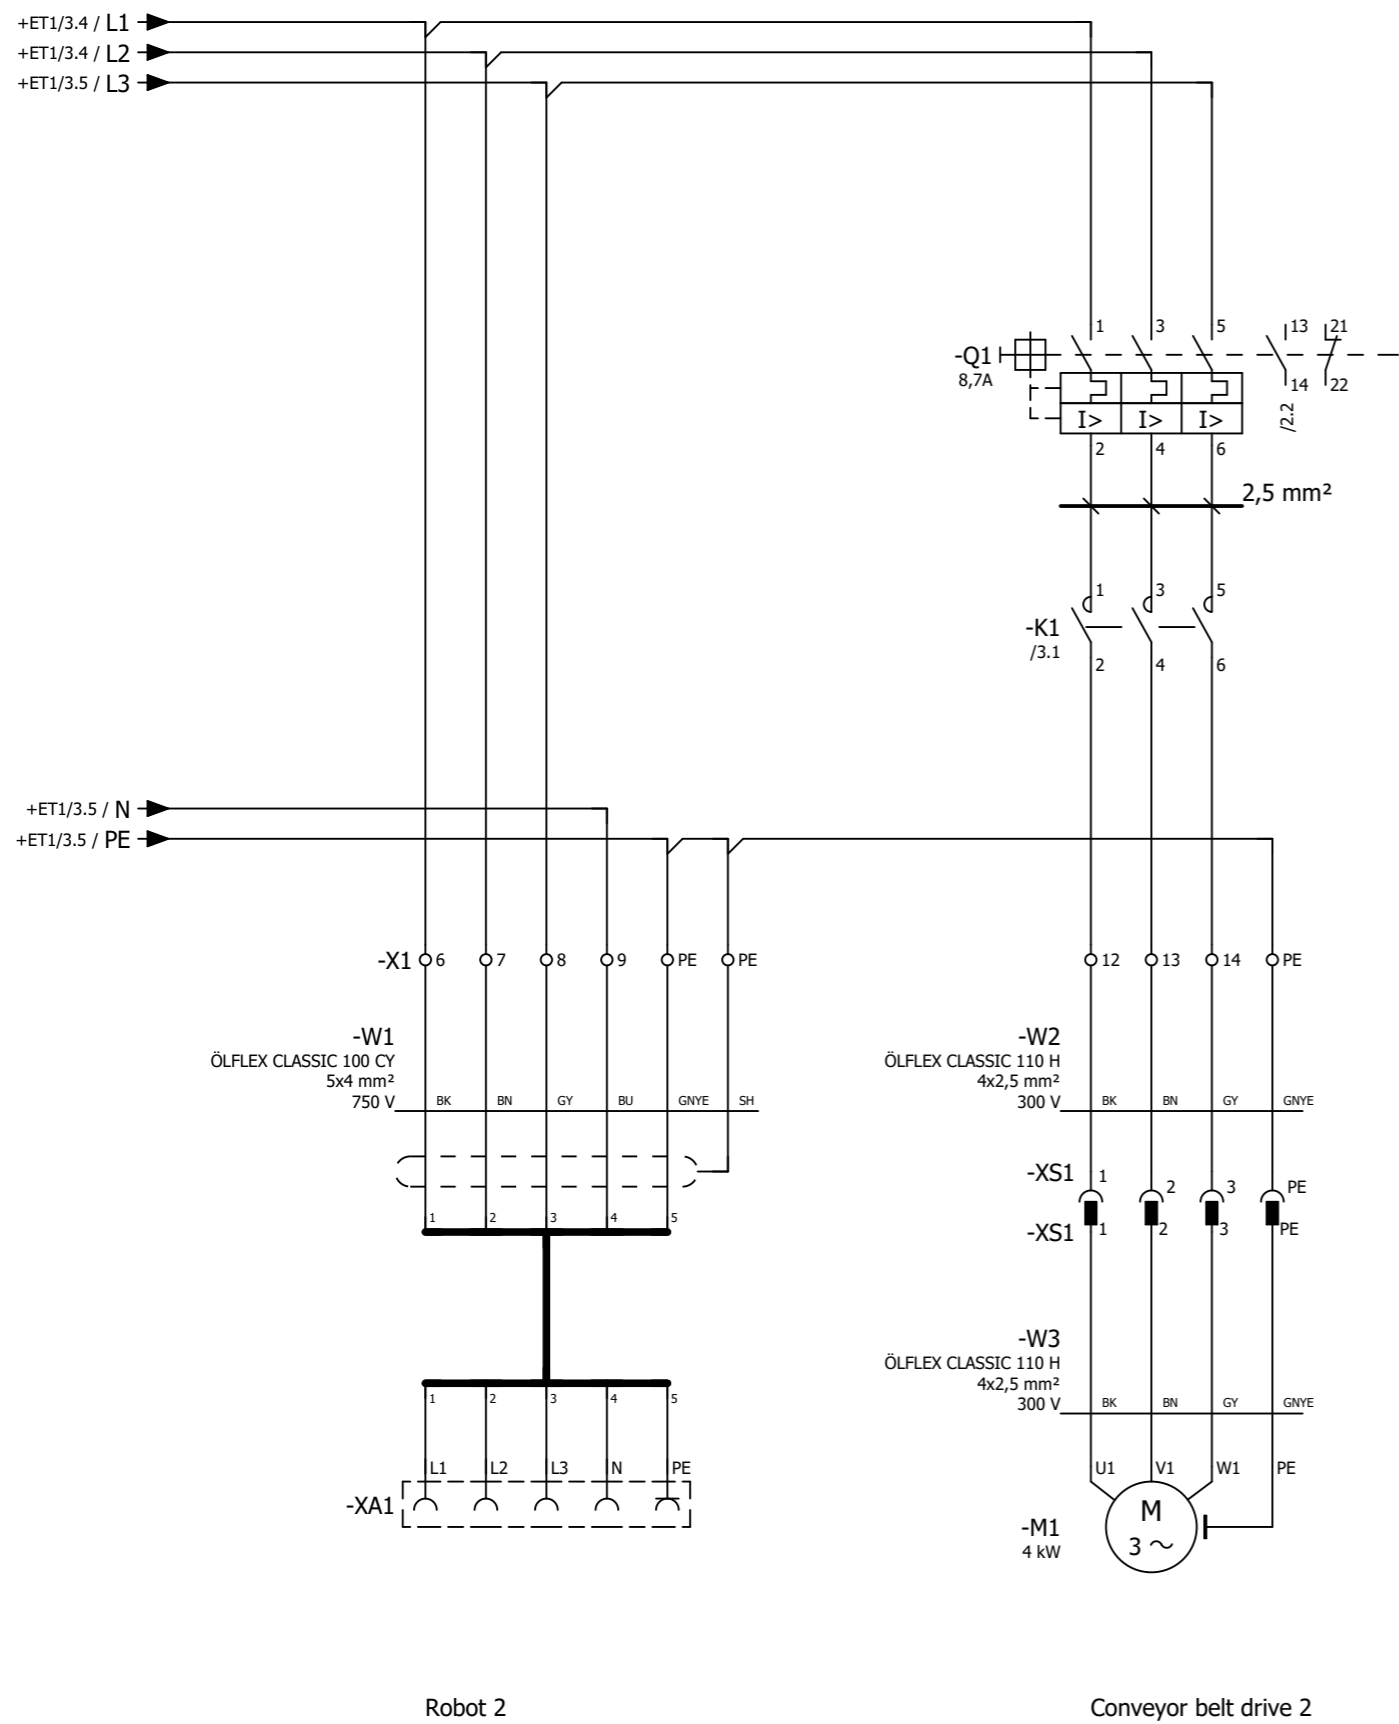 +ET1/3.4 / L1
+ET1/3.4 / L2
+ET1/3.5 / L3
1 3 5 13 21
-Q1
8,7A
14 22
/2.2
I> I> I>
2 4 6
2,5 mm²
1 3 5
-K1
/3.1
2 4 6
+ET1/3.5 / N
+ET1/3.5 / PE
-X1 6 7 8 9 PE PE 12 13 14 PE
-W1
ÖLFLEX CLASSIC 100 CY
5x4 mm²
750 V BK BN GY BU GNYE SH
-W2
ÖLFLEX CLASSIC 110 H
4x2,5 mm²
300 V BK BN GY GNYE
-XS1 1 2 3 PE
-XS1 1 2 3 PE
1 2 3 4 5
1 2 3 4 5
-W3
ÖLFLEX CLASSIC 110 H
4x2,5 mm²
300 V BK BN GY GNYE
L1 L2 L3 N PE
-XA1
U1 V1 W1 PE
M
3 ~
-M1
4 kW
Robot 2
Conveyor belt drive 2